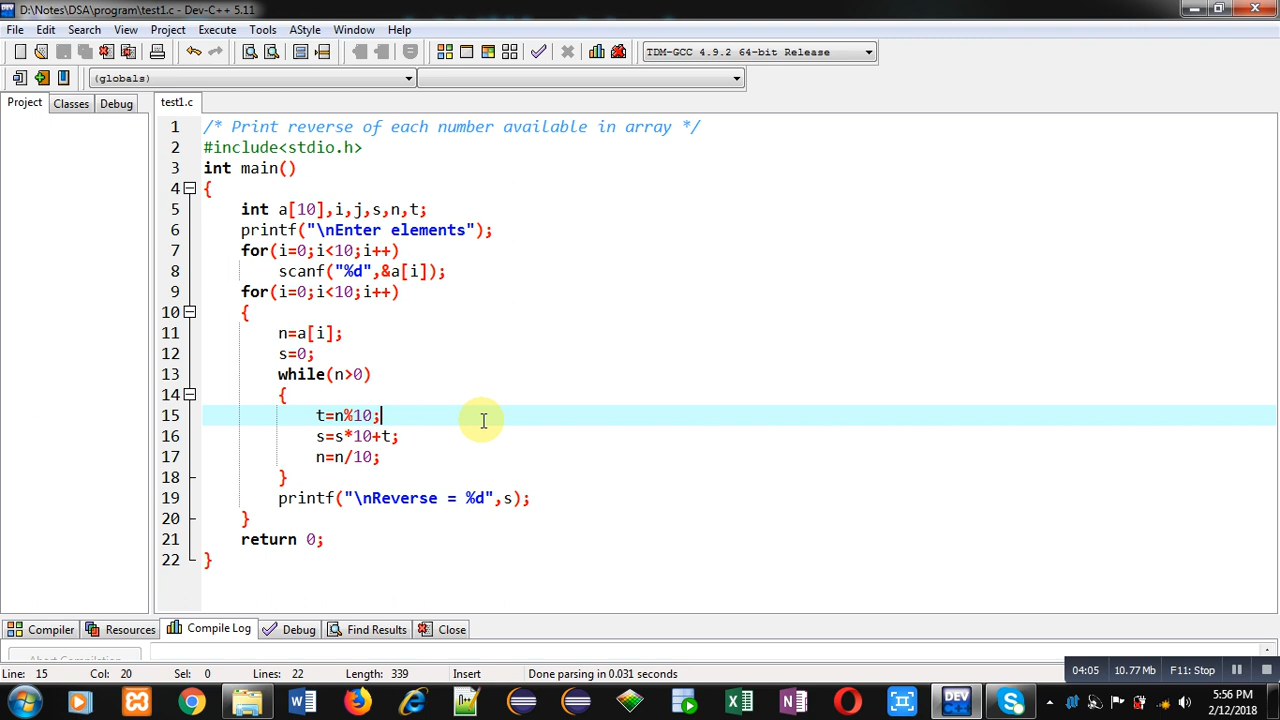 D:\Notes\DSA\program\test1.c - Dev-C++ 5.11
File Edit Search View Project Execute Tools AStyle Window Help
TDM-GCC 4.9.2 64-bit Release
(globals)
Project Classes Debug test1.c
1 /* Print reverse of each number available in array */
2 #include<stdio.h>
3 int main()
4 {
5 int a[10],i,j,s,n,t;
6 printf("\nEnter elements");
7 for(i=0;i<10;i++)
8 scanf("%d",&a[i]);
9 for(i=0;i<10;i++)
10 {
11 n=a[i];
12 s=0;
13 while(n>0)
14 {
15 t=n%10;
16 s=s*10+t;
17 n=n/10;
18 }
19 printf("\nReverse = %d",s);
20 }
21 return 0;
22 }
Compiler Resources Compile Log Debug Find Results Close
Abort Compilation
Line: 15 Col: 20 Sel: 0 Lines: 22 Length: 339 Insert Done parsing in 0.031 seconds
04:05 10.77 Mb F11: Stop
5:56 PM
2/12/2018